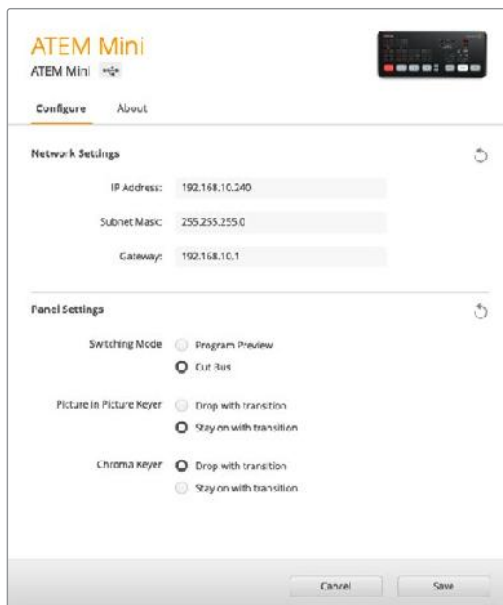 ATEM Mini
ATEM Mini
Configure About
Network Settings
IP Address: 192.168.10.240
Subnet Mask: 255.255.255.0
Gateway: 192.168.10.1
Panel Settings
Switching Mode Program Preview
Cut Bus
Picture in Picture Keyer Drop with transition
Stay on with transition
Chroma Keyer Drop with transition
Stay on with transition
Cancel Save